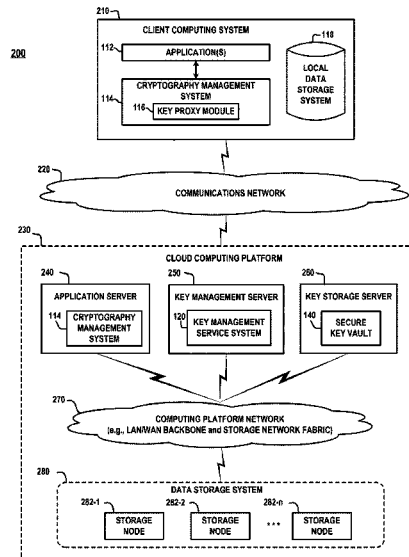 200
210
CLIENT COMPUTING SYSTEM
112
APPLICATION(S)
118
LOCAL
DATA
STORAGE
SYSTEM
114
CRYPTOGRAPHY MANAGEMENT
SYSTEM
116
KEY PROXY MODULE
220
COMMUNICATIONS NETWORK
230
CLOUD COMPUTING PLATFORM
240
APPLICATION SERVER
114
CRYPTOGRAPHY
MANAGEMENT
SYSTEM
250
KEY MANAGEMENT SERVER
120
KEY MANAGEMENT
SERVICE SYSTEM
260
KEY STORAGE SERVER
140
SECURE
KEY VAULT
270
COMPUTING PLATFORM NETWORK
(e.g., LAN/WAN BACKBONE and STORAGE NETWORK FABRIC)
280
DATA STORAGE SYSTEM
282-1
STORAGE
NODE
282-2
STORAGE
NODE
* * *
282-n
STORAGE
NODE